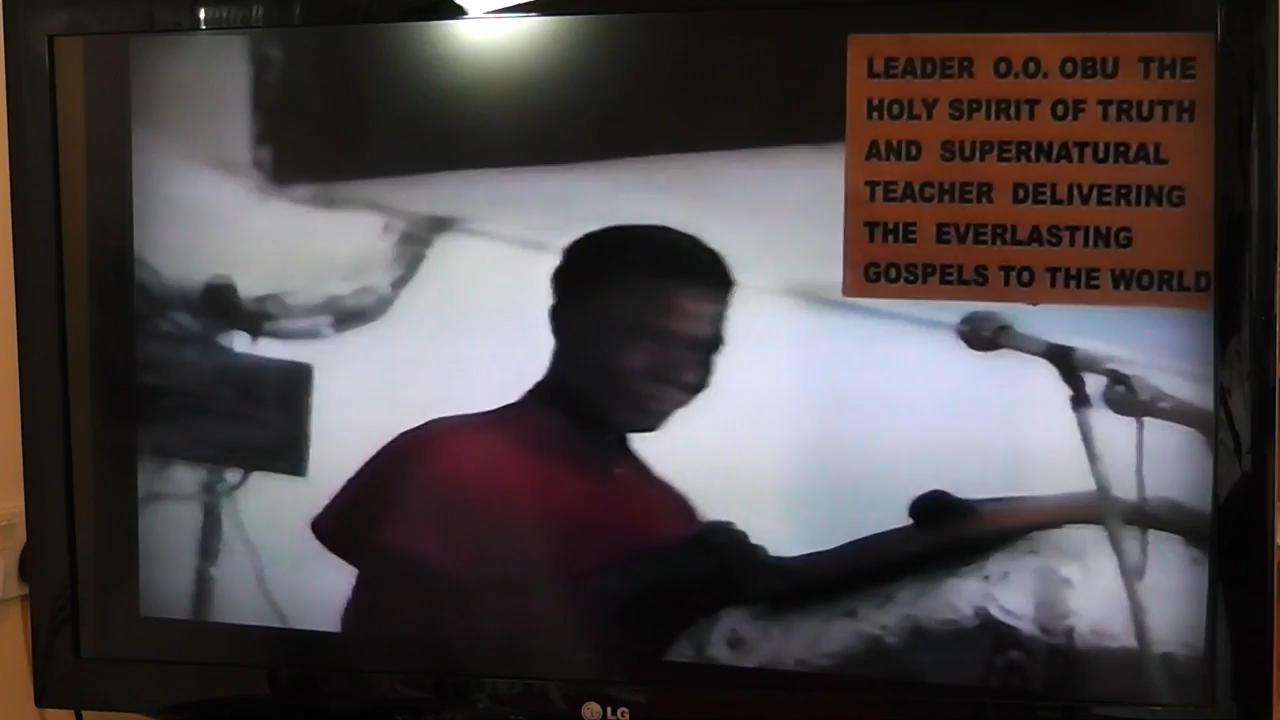 LEADER O.O. OBU THE
HOLY SPIRIT OF TRUTH
AND SUPERNATURAL
TEACHER DELIVERING
THE EVERLASTING
GOSPELS TO THE WORLD
LG